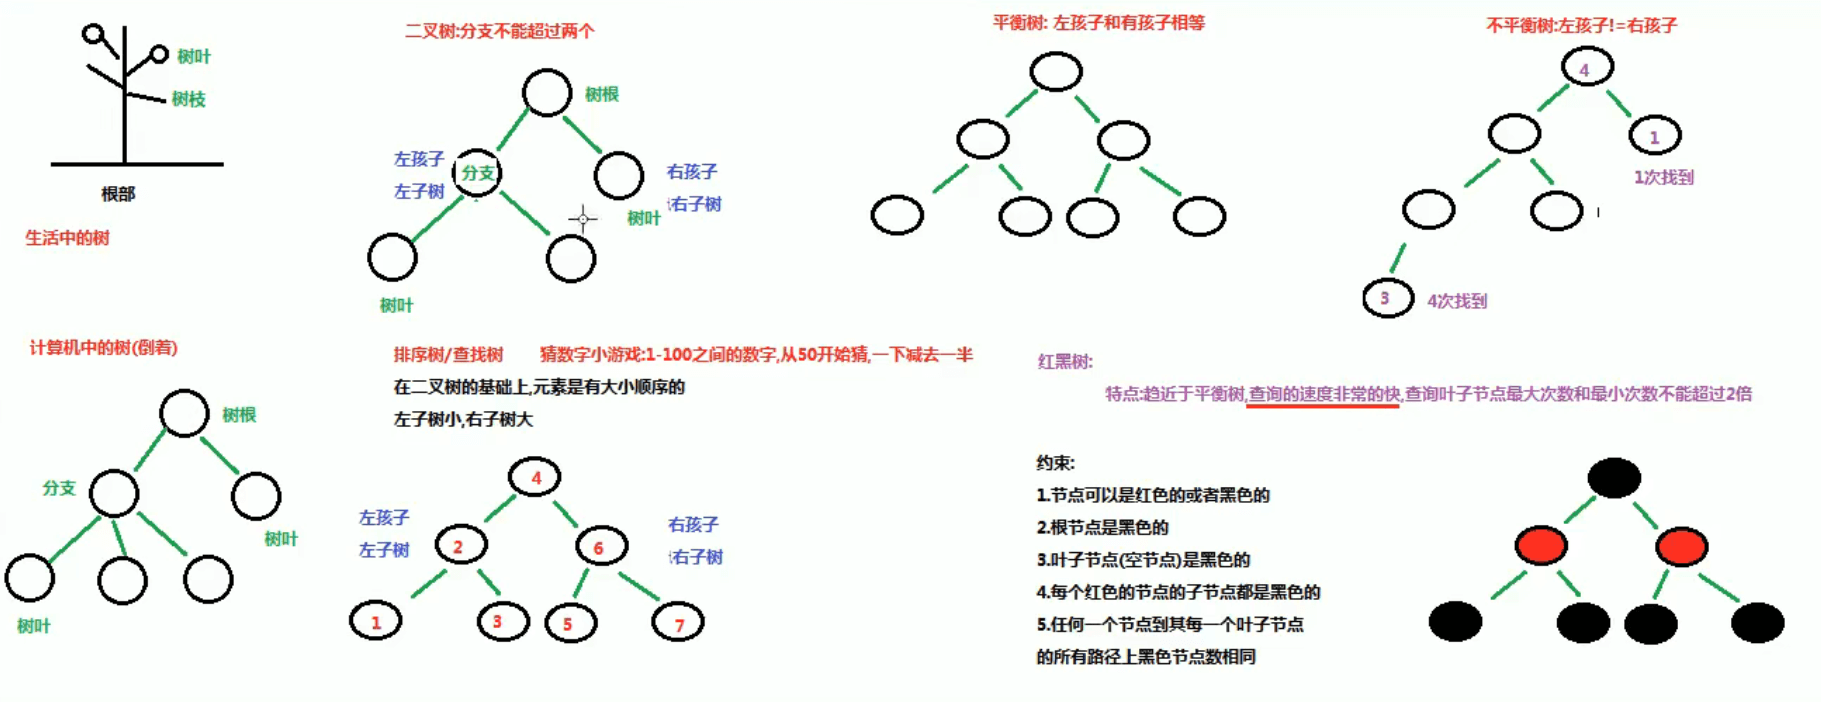 树叶
树枝
根部
生活中的树
二叉树:分支不能超过两个
树根
左孩子
左子树
分支
右孩子
右子树
树叶
树叶
平衡树: 左孩子和有孩子相等
不平衡树:左孩子!=右孩子
4
1
1次找到
3
4次找到
计算机中的树(倒着)
树根
分支
树叶
树叶
排序树/查找树
猜数字小游戏:1-100之间的数字,从50开始猜,一下减去一半
在二叉树的基础上,元素是有大小顺序的
左子树小,右子树大
4
左孩子
左子树
2
6
右孩子
右子树
1
3
5
7
红黑树:
特点:趋近于平衡树,查询的速度非常的快,查询叶子节点最大次数和最小次数不能超过2倍
约束:
1.节点可以是红色的或者黑色的
2.根节点是黑色的
3.叶子节点(空节点)是黑色的
4.每个红色的节点的子节点都是黑色的
5.任何一个节点到其每一个叶子节点
的所有路径上黑色节点数相同